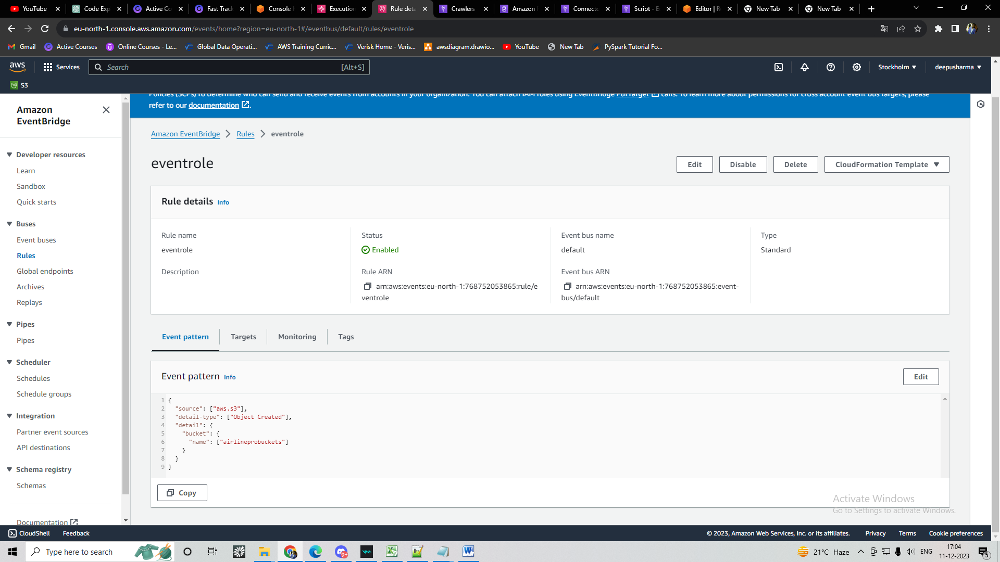 YouTube
Code Exp
Active Co
Fast Track
Console
Execution
Rule deta
Crawlers
Amazon
Connecto
Script - E
Editor | R
New Tab
New Tab
eu-north-1.console.aws.amazon.com/events/home?region=eu-north-1#/eventbus/default/rules/eventrole
Gmail
Active Courses
Online Courses - Le...
Global Data Operati...
AWS Training Curric...
Verisk Home - Veris...
awsdiagram.drawio...
YouTube
New Tab
PySpark Tutorial Fo...
aws
Services
Search
[Alt+S]
Stockholm
deepusharma
S3
Policies (SCPs) to determine who can send and receive events from accounts in your organization. You can attach IAM roles using EventBridge PutTarget calls. To learn more about permissions for cross account event bus targets, please
refer to our documentation.
Amazon
EventBridge
Developer resources
Learn
Sandbox
Quick starts
Buses
Event buses
Rules
Global endpoints
Archives
Replays
Pipes
Pipes
Scheduler
Schedules
Schedule groups
Integration
Partner event sources
API destinations
Schema registry
Schemas
Documentation
Amazon EventBridge > Rules > eventrole
eventrole
Edit
Disable
Delete
CloudFormation Template
Rule details Info
Rule name
eventrole
Description
Status
Enabled
Rule ARN
arn:aws:events:eu-north-1:768752053865:rule/e
ventrole
Event bus name
default
Event bus ARN
arn:aws:events:eu-north-1:768752053865:event-
bus/default
Type
Standard
Event pattern
Targets
Monitoring
Tags
Event pattern Info
Edit
1 {
2   "source": ["aws.s3"],
3   "detail-type": ["Object Created"],
4   "detail": {
5     "bucket": {
6       "name": ["airlineprobuckets"]
7     }
8   }
9 }
Copy
Activate Windows
Go to Settings to activate Windows.
CloudShell
Feedback
© 2023, Amazon Web Services, Inc. or its affiliates.
Privacy
Terms
Cookie preferences
Type here to search
9+
21°C Haze
ENG
17:04
11-12-2023
5